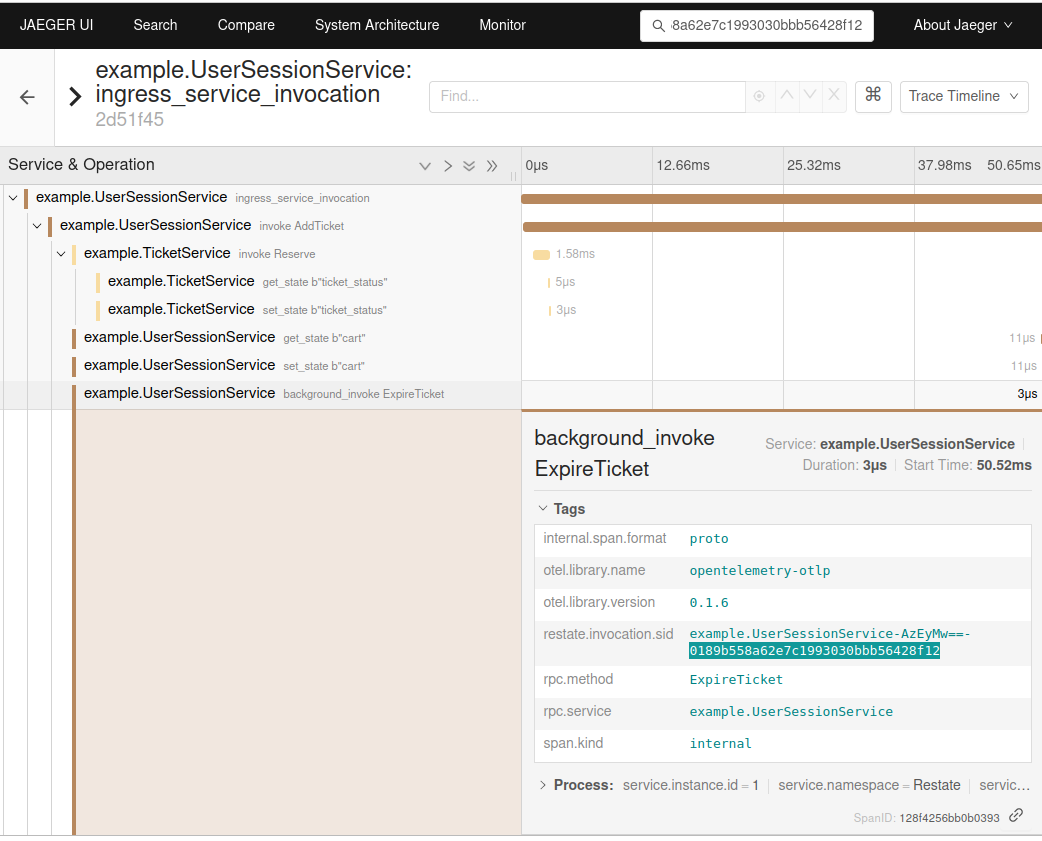 JAEGER UI Search Compare System Architecture Monitor 8a62e7c1993030bbb56428f12 About Jaeger
example.UserSessionService:
ingress_service_invocation
2d51f45
Find... ⌘ Trace Timeline
Service & Operation 0μs 12.66ms 25.32ms 37.98ms 50.65ms
example.UserSessionService ingress_service_invocation
example.UserSessionService invoke AddTicket
example.TicketService invoke Reserve 1.58ms
example.TicketService get_state b"ticket_status" 5μs
example.TicketService set_state b"ticket_status" 3μs
example.UserSessionService get_state b"cart" 11μs
example.UserSessionService set_state b"cart" 11μs
example.UserSessionService background_invoke ExpireTicket 3μs
background_invoke
ExpireTicket
Service: example.UserSessionService
Duration: 3μs Start Time: 50.52ms
Tags
internal.span.format proto
otel.library.name opentelemetry-otlp
otel.library.version 0.1.6
restate.invocation.sid example.UserSessionService-AzEyMw==-
0189b558a62e7c1993030bbb56428f12
rpc.method ExpireTicket
rpc.service example.UserSessionService
span.kind internal
Process: service.instance.id = 1 service.namespace = Restate servic...
SpanID: 128f4256bb0b0393